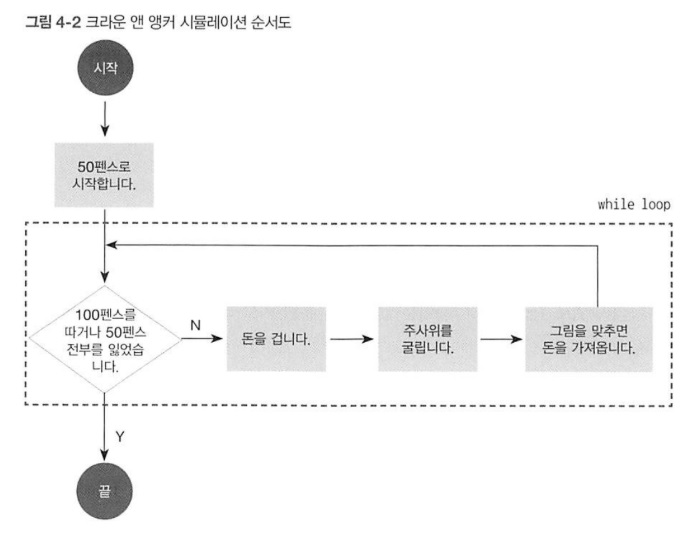 그림 4-2 크라운 앤 앵커 시뮬레이션 순서도
시작
50펜스로
시작합니다.
while loop
100펜스를
따거나 50펜스
전부를 잃었습
니다.
N
돈을 겁니다.
주사위를
굴립니다.
그림을 맞추면
돈을 가져옵니다.
Y
끝